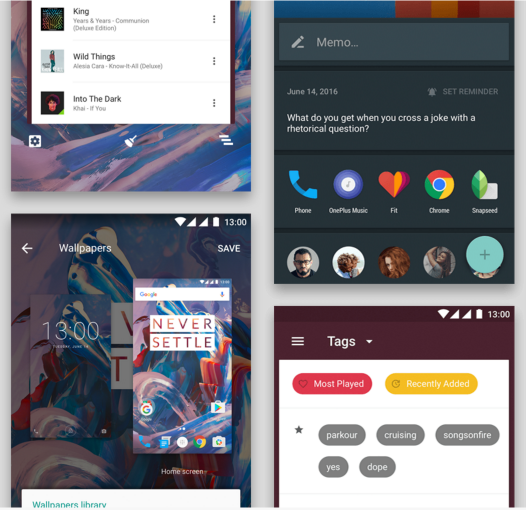 King
Years & Years - Communion
(Deluxe Edition)
Wild Things
Alesia Cara - Know-It-All (Deluxe)
Into The Dark
Khai - If You
Memo...
June 14, 2016
SET REMINDER
What do you get when you cross a joke with a
rhetorical question?
Phone
OnePlus Music
Fit
Chrome
Snapseed
13:00
Wallpapers
SAVE
13:00
Google
NEVER
SETTLE
Home screen
Wallpapers library
13:00
Tags
Most Played
Recently Added
parkour
cruising
songsonfire
yes
dope